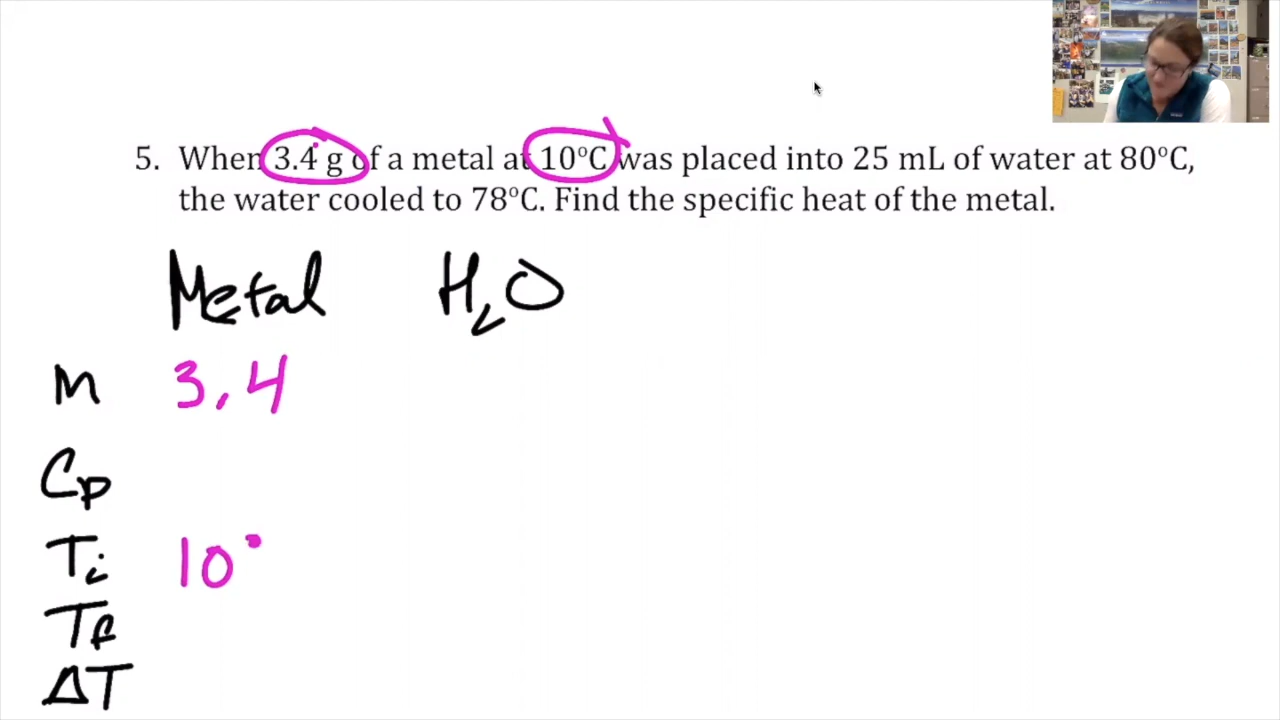 5. When 3.4 g of a metal at 10°C was placed into 25 mL of water at 80°C,
the water cooled to 78°C. Find the specific heat of the metal.
Metal H₂O
M 3.4
Cp
Ti 10°
Tf
ΔT